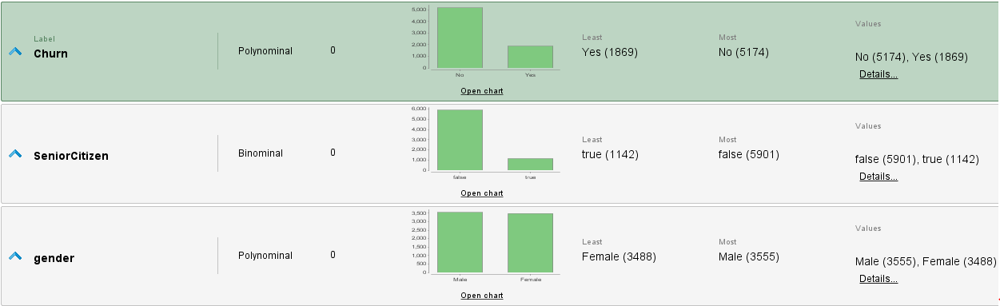 Label
Churn
Polynominal
0
5,000
4,000
3,000
2,000
1,000
0
No Yes
Open chart
Least
Yes (1869)
Most
No (5174)
Values
No (5174), Yes (1869)
Details...
SeniorCitizen
Binominal
0
6,000
5,000
4,000
3,000
2,000
1,000
0
false true
Open chart
Least
true (1142)
Most
false (5901)
Values
false (5901), true (1142)
Details...
gender
Polynominal
0
3,500
3,000
2,500
2,000
1,500
1,000
500
0
Male Female
Open chart
Least
Female (3488)
Most
Male (3555)
Values
Male (3555), Female (3488)
Details...